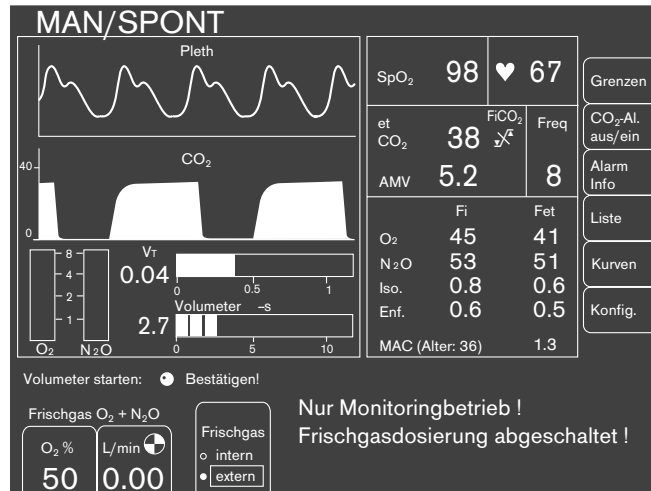 MAN/SPONT
Pleth
CO₂
40
0
8
4
2
1
O₂ N₂O
VT
0.04
0 0.5 1
Volumeter –s
2.7
0 5 10
SpO₂ 98 ♥ 67
et CO₂ 38 FiCO₂ Freq
AMV 5.2 8
Fi Fet
O₂ 45 41
N₂O 53 51
Iso. 0.8 0.6
Enf. 0.6 0.5
MAC (Alter: 36) 1.3
Grenzen
CO₂-Al.
aus/ein
Alarm
Info
Liste
Kurven
Konfig.
Volumeter starten: Bestätigen!
Frischgas O₂ + N₂O
O₂ % L/min
50 0.00
Frischgas
intern
extern
Nur Monitoringbetrieb !
Frischgasdosierung abgeschaltet !